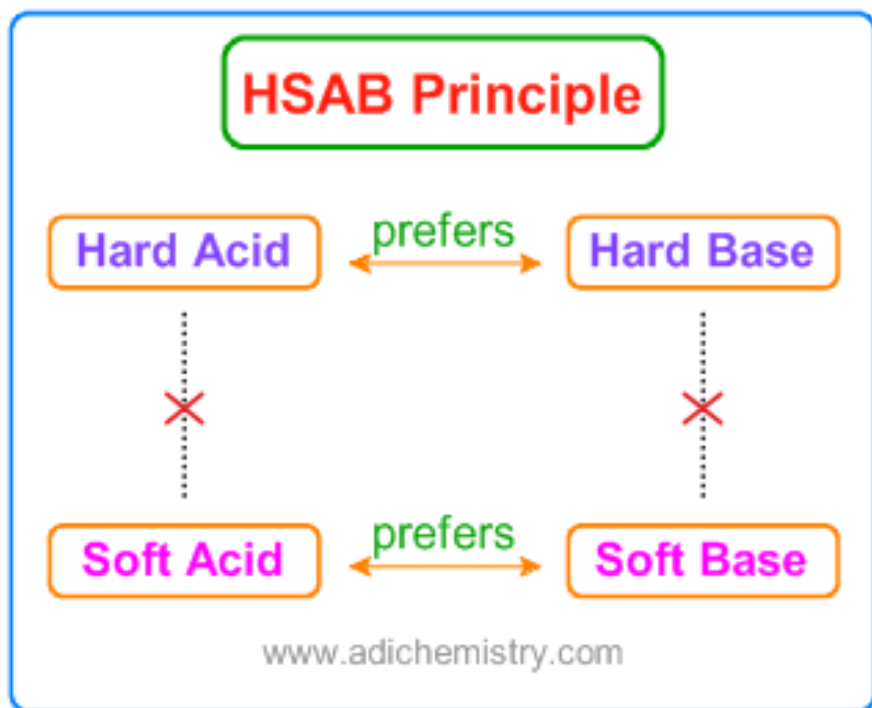 HSAB Principle
Hard Acid prefers Hard Base
Soft Acid prefers Soft Base
www.adichemistry.com